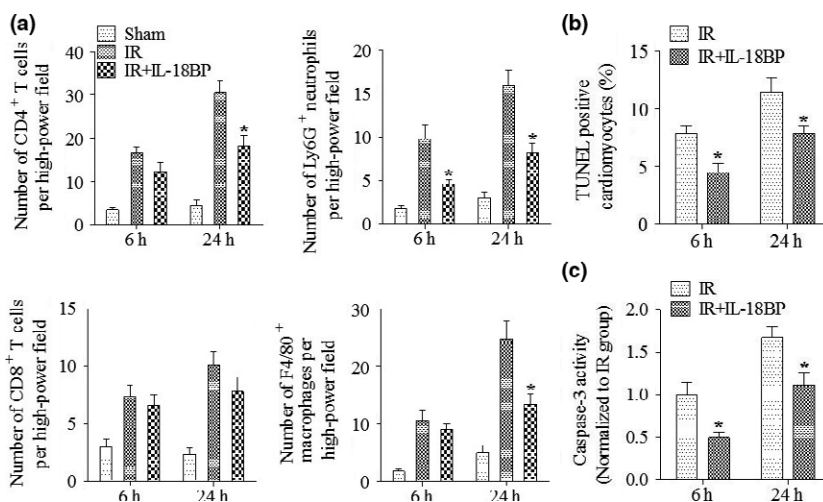 (a)
Sham
IR
IR+IL-18BP
Number of CD4+ T cells
per high-power field
40
30
20
10
0
6 h
24 h
*
Number of Ly6G+ neutrophils
per high-power field
20
15
10
5
0
6 h
24 h
*
*
(b)
IR
IR+IL-18BP
TUNEL positive
cardiomyocytes (%)
15
10
5
0
6 h
24 h
*
*
Number of CD8+ T cells
per high-power field
15
10
5
0
6 h
24 h
Number of F4/80+
macrophages per
high-power field
30
20
10
0
6 h
24 h
*
(c)
IR
IR+IL-18BP
Caspase-3 activity
(Normalized to IR group)
2.0
1.5
1.0
0.5
0.0
6 h
24 h
*
*